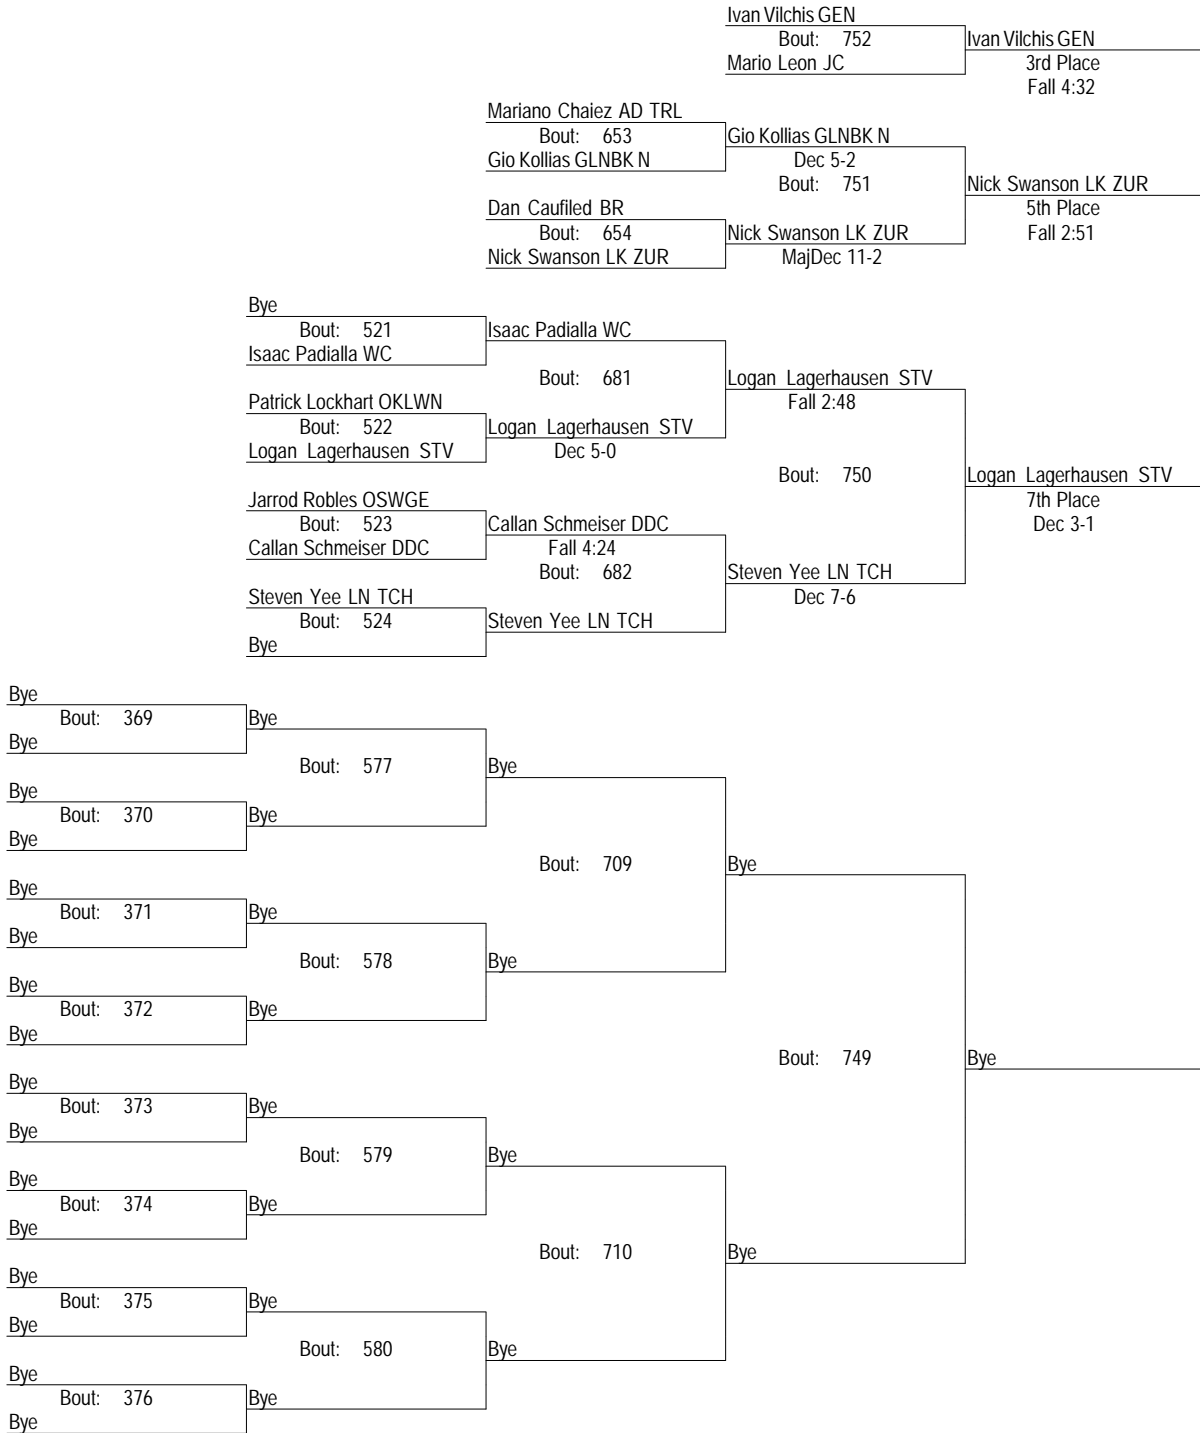 Ivan Vilchis GEN
Bout: 752
Mario Leon JC
Ivan Vilchis GEN
3rd Place
Fall 4:32
Mariano Chaiez AD TRL
Bout: 653
Gio Kollias GLNBK N
Gio Kollias GLNBK N
Dec 5-2
Bout: 751
Dan Caufiled BR
Bout: 654
Nick Swanson LK ZUR
Nick Swanson LK ZUR
MajDec 11-2
Nick Swanson LK ZUR
5th Place
Fall 2:51
Bye
Bout: 521
Isaac Padialla WC
Isaac Padialla WC
Bout: 681
Patrick Lockhart OKLWN
Bout: 522
Logan Lagerhausen STV
Logan Lagerhausen STV
Dec 5-0
Logan Lagerhausen STV
Fall 2:48
Bout: 750
Jarrod Robles OSWGE
Bout: 523
Callan Schmeiser DDC
Callan Schmeiser DDC
Fall 4:24
Bout: 682
Steven Yee LN TCH
Bout: 524
Bye
Steven Yee LN TCH
Steven Yee LN TCH
Dec 7-6
Logan Lagerhausen STV
7th Place
Dec 3-1
Bye
Bout: 369
Bye
Bye
Bout: 577
Bye
Bye
Bout: 370
Bye
Bye
Bout: 709
Bye
Bye
Bout: 371
Bye
Bye
Bout: 578
Bye
Bye
Bout: 372
Bye
Bye
Bout: 749
Bye
Bye
Bout: 373
Bye
Bye
Bout: 579
Bye
Bye
Bout: 374
Bye
Bye
Bout: 710
Bye
Bye
Bout: 375
Bye
Bye
Bout: 580
Bye
Bye
Bout: 376
Bye
Bye